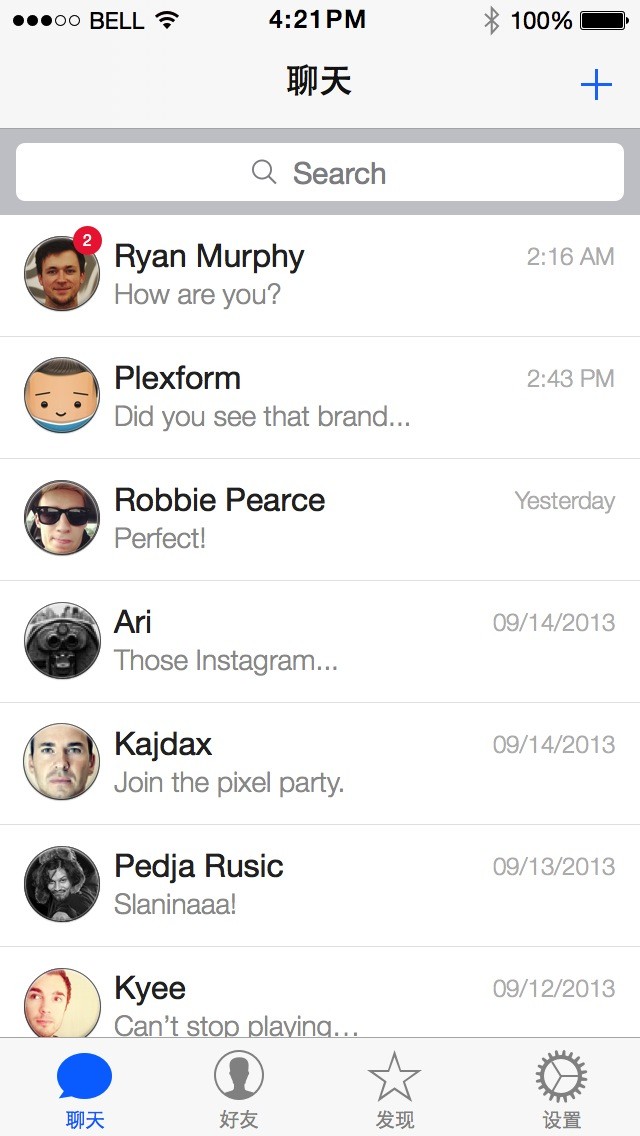 BELL 4:21PM 100%
聊天
Search
2
Ryan Murphy 2:16 AM
How are you?
Plexform 2:43 PM
Did you see that brand...
Robbie Pearce Yesterday
Perfect!
Ari 09/14/2013
Those Instagram...
Kajdax 09/14/2013
Join the pixel party.
Pedja Rusic 09/13/2013
Slaninaaa!
Kyee 09/12/2013
Can’t stop playing...
聊天 好友 发现 设置